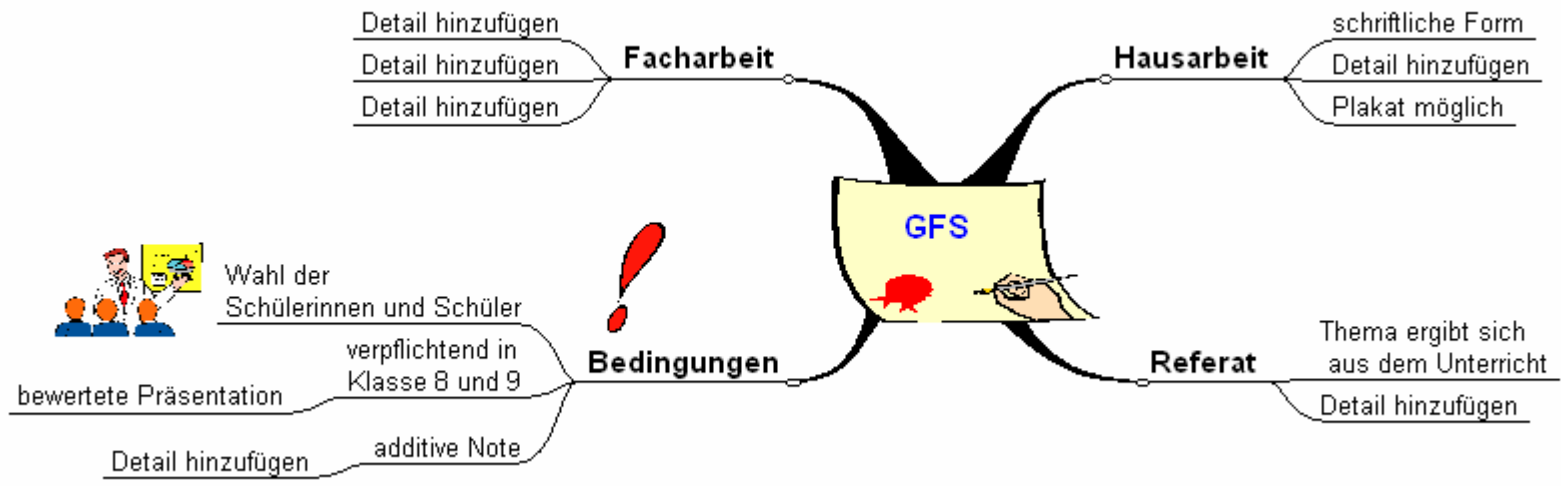 Detail hinzufügen
Detail hinzufügen
Detail hinzufügen
Facharbeit
Hausarbeit
schriftliche Form
Detail hinzufügen
Plakat möglich
GFS
Wahl der
Schülerinnen und Schüler
verpflichtend in
Klasse 8 und 9
bewertete Präsentation
additive Note
Detail hinzufügen
Bedingungen
Referat
Thema ergibt sich
aus dem Unterricht
Detail hinzufügen